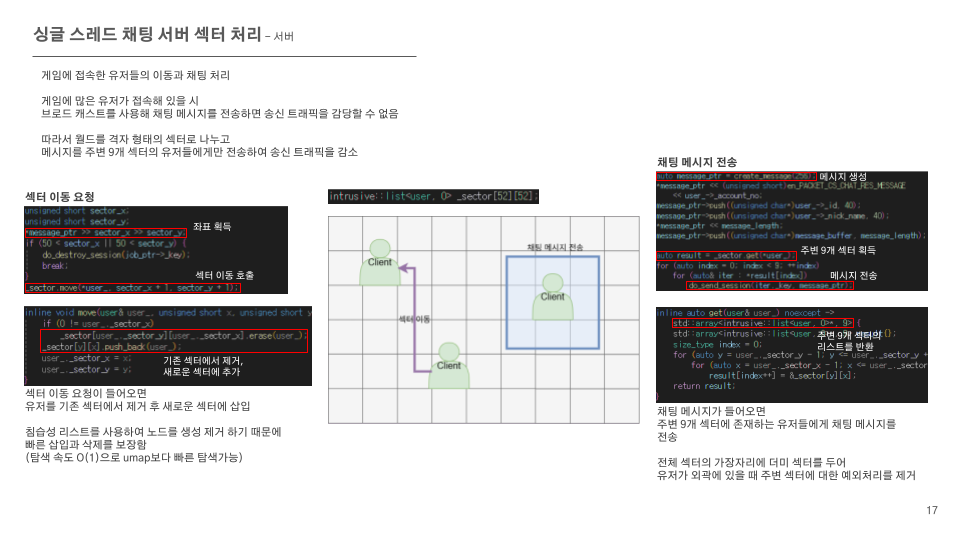 싱글 스레드 채팅 서버 섹터 처리 – 서버
게임에 접속한 유저들의 이동과 채팅 처리
게임에 많은 유저가 접속해 있을 시
브로드 캐스트를 사용해 채팅 메시지를 전송하면 송신 트래픽을 감당할 수 없음
따라서 월드를 격자 형태의 섹터로 나누고
메시지를 주변 9개 섹터의 유저들에게만 전송하여 송신 트래픽을 감소
섹터 이동 요청
unsigned short sector_x;
unsigned short sector_y;
*message_ptr >> sector_x >> sector_y;
좌표 획득
if (50 < sector_x || 50 < sector_y) {
do_destroy_session(job_ptr->_key);
break;
}
섹터 이동 호출
_sector.move(*user_, sector_x + 1, sector_y + 1);
inline void move(user& user_, unsigned short x, unsigned short y
if (0 != user_._sector_x)
_sector[user_._sector_y][user_._sector_x].erase(user_);
_sector[y][x].push_back(user_);
user_._sector_x = x;
user_._sector_y = y;
}
기존 섹터에서 제거,
새로운 섹터에 추가
섹터 이동 요청이 들어오면
유저를 기존 섹터에서 제거 후 새로운 섹터에 삽입
침습성 리스트를 사용하여 노드를 생성 제거 하기 때문에
빠른 삽입과 삭제를 보장함
(탐색 속도 O(1)으로 umap보다 빠른 탐색가능)
intrusive::list<user, 0> _sector[52][52];
채팅 메시지 전송
Client
Client
섹터 이동
Client
채팅 메시지 전송
auto message_ptr = create_message(256);
메시지 생성
*message_ptr << (unsigned short)en_PACKET_CS_CHAT_RES_MESSAGE
<< user_->_account_no;
message_ptr->push((unsigned char*)user_->_id, 40);
message_ptr->push((unsigned char*)user_->_nick_name, 40);
*message_ptr << message_length;
message_ptr->push((unsigned char*)message_buffer, message_length);
주변 9개 섹터 획득
auto result = _sector.get(*user_);
for (auto index = 0; index < 9; ++index)
for (auto& iter : *result[index])
메시지 전송
do_send_session(iter._key, message_ptr);
inline auto get(user& user_) noexcept ->
std::array<intrusive::list<user, 0>*, 9> {
주변 9개 섹터의
리스트를 반환
size_type index = 0;
for (auto y = user_._sector_y - 1; y <= user_._sector_y +
for (auto x = user_._sector_x - 1; x <= user_._sector
result[index++] = &_sector[y][x];
return result;
}
채팅 메시지가 들어오면
주변 9개 섹터에 존재하는 유저들에게 채팅 메시지를
전송
전체 섹터의 가장자리에 더미 섹터를 두어
유저가 외곽에 있을 때 주변 섹터에 대한 예외처리를 제거
17